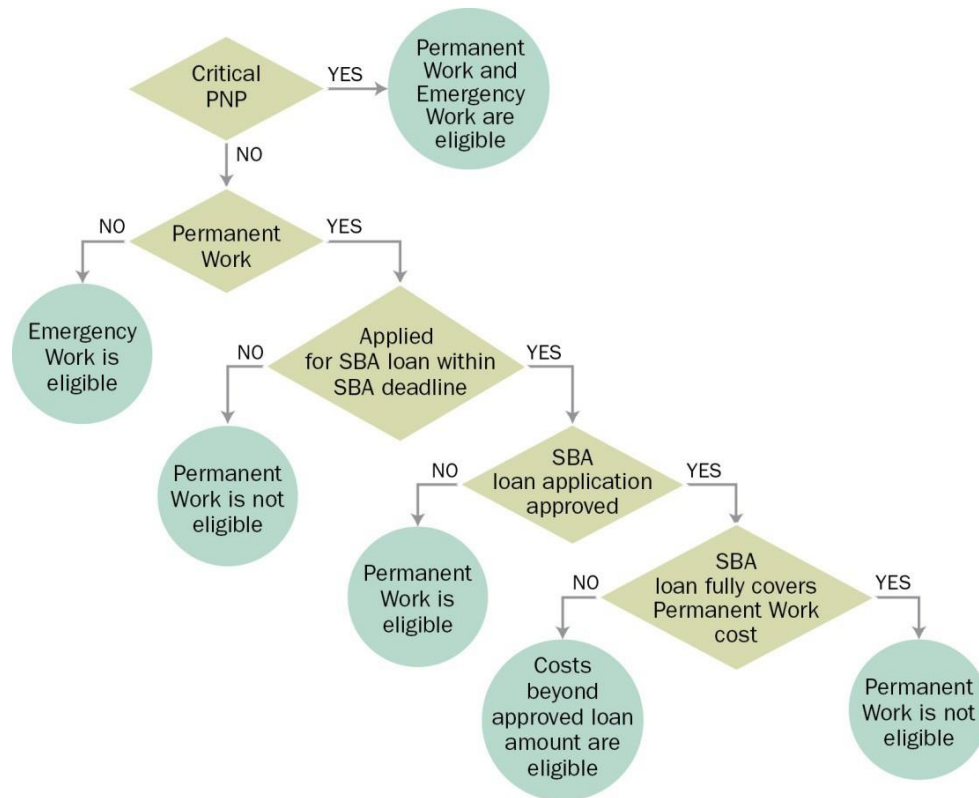 Critical
PNP
YES
Permanent
Work and
Emergency
Work are
eligible
NO
NO
Permanent
Work
YES
Emergency
Work is
eligible
NO
Applied
for SBA loan within
SBA deadline
YES
Permanent
Work is not
eligible
NO
SBA
loan application
approved
YES
Permanent
Work is
eligible
NO
SBA
loan fully covers
Permanent Work
cost
YES
Costs
beyond
approved loan
amount are
eligible
Permanent
Work is not
eligible